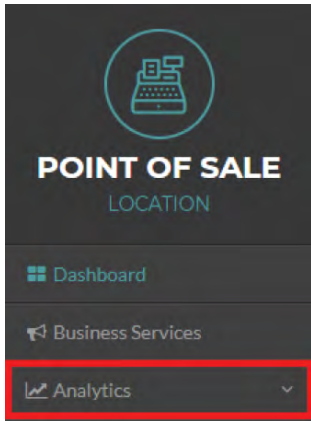 POINT OF SALE
LOCATION
Dashboard
Business Services
Analytics